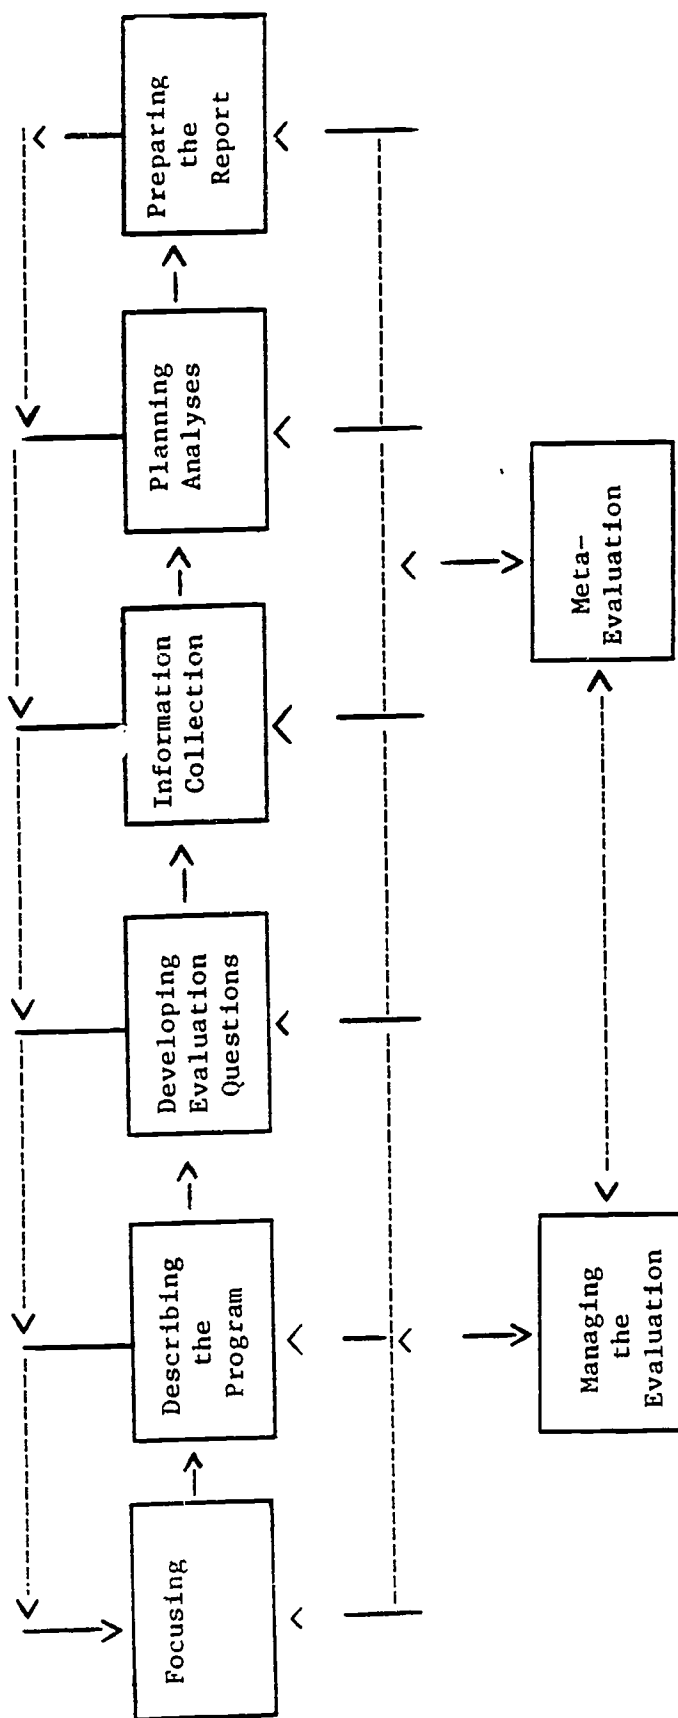 Focusing
Describing
the
Program
Developing
Evaluation
Questions
Information
Collection
Planning
Analyses
Preparing
the
Report
Managing
the
Evaluation
Meta-
Evaluation